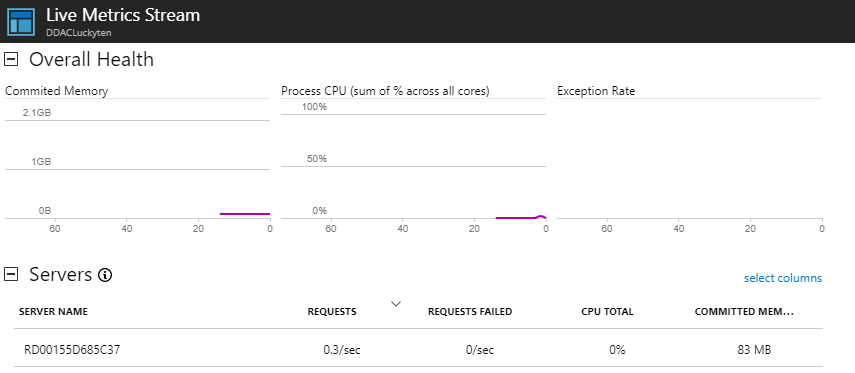 Live Metrics Stream
DDACLuckyten
Overall Health
Commited Memory
2.1GB
1GB
0B
60 40 20 0
Process CPU (sum of % across all cores)
100%
50%
0%
60 40 20 0
Exception Rate
60 40 20 0
Servers
select columns
SERVER NAME REQUESTS REQUESTS FAILED CPU TOTAL COMMITTED MEM...
RD00155D685C37 0.3/sec 0/sec 0% 83 MB